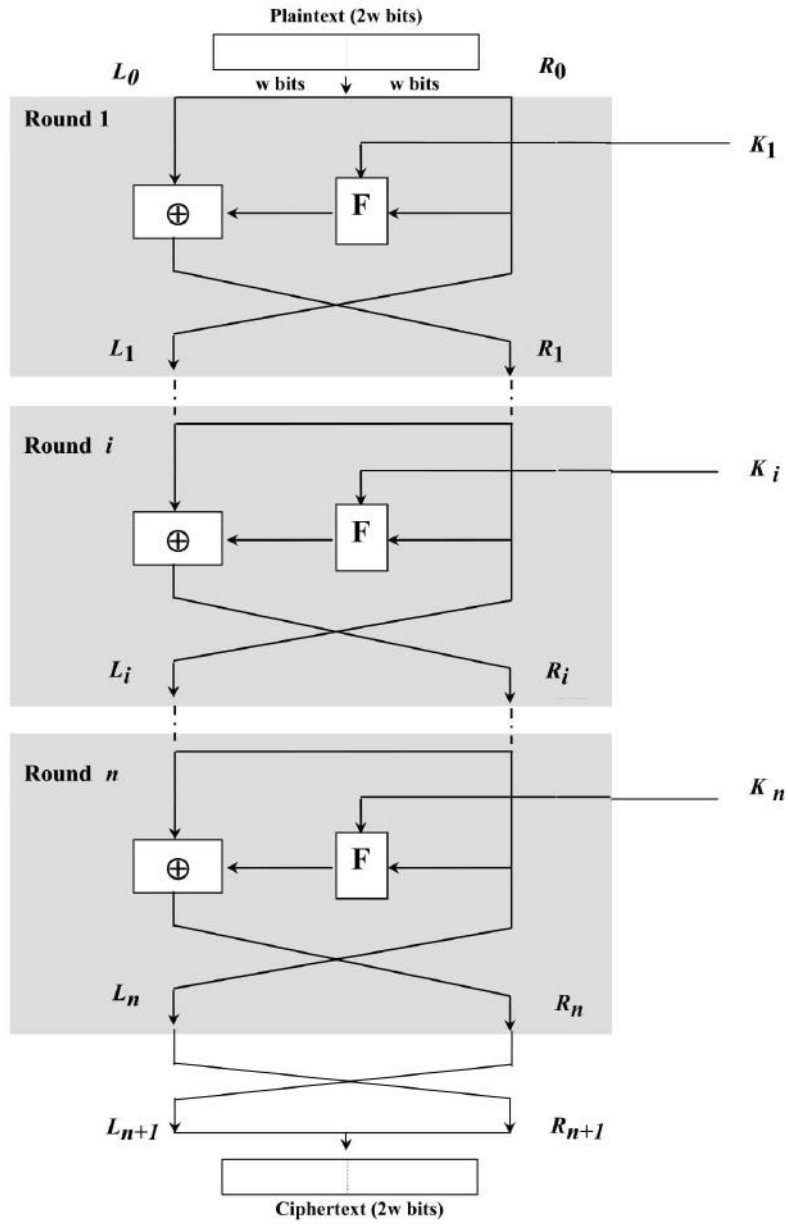 Plaintext (2w bits)
L0 R0
w bits w bits
Round 1
K1
⊕ F
L1 R1
Round i
K i
⊕ F
Li Ri
Round n
K n
⊕ F
Ln Rn
Ln+1 Rn+1
Ciphertext (2w bits)